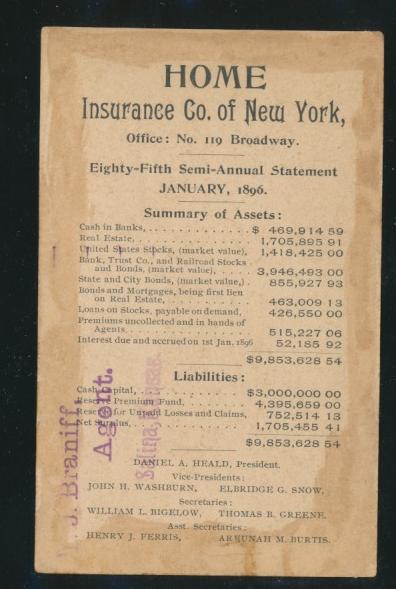 HOME
Insurance Co. of New York,
Office: No. 119 Broadway.
Eighty-Fifth Semi-Annual Statement
JANUARY, 1896.
Summary of Assets:
Cash in Banks, . . . . . . . . . . . . $ 469,914 59
Real Estate, . . . . . . . . . . . . . 1,705,895 91
United States Stocks, (market value), 1,418,425 00
Bank, Trust Co., and Railroad Stocks
and Bonds, (market value), . . . . 3,946,493 00
State and City Bonds, (market value,) . 855,927 93
Bonds and Mortgages, being first lien
on Real Estate, . . . . . . . . . 463,009 13
Loans on Stocks, payable on demand, 426,550 00
Premiums uncollected and in hands of
Agents. . . . . . . . . . . . . . 515,227 06
Interest due and accrued on 1st Jan. 1896 52,185 92
$9,853,628 54
Liabilities:
Cash Capital, . . . . . . . . . . . . $3,000,000 00
Reserve Premium Fund, . . . . . . . . 4,395,659 00
Reserve for Unpaid Losses and Claims, 752,514 13
Net Surplus, . . . . . . . . . . . . . 1,705,455 41
$9,853,628 54
DANIEL A. HEALD, President.
Vice-Presidents:
JOHN H. WASHBURN, ELBRIDGE G. SNOW,
Secretaries:
WILLIAM L. BIGELOW, THOMAS B. GREENE.
Asst. Secretaries:
HENRY J. FERRIS, AREUNAH M. BURTIS.
J. Braniff
Agent.